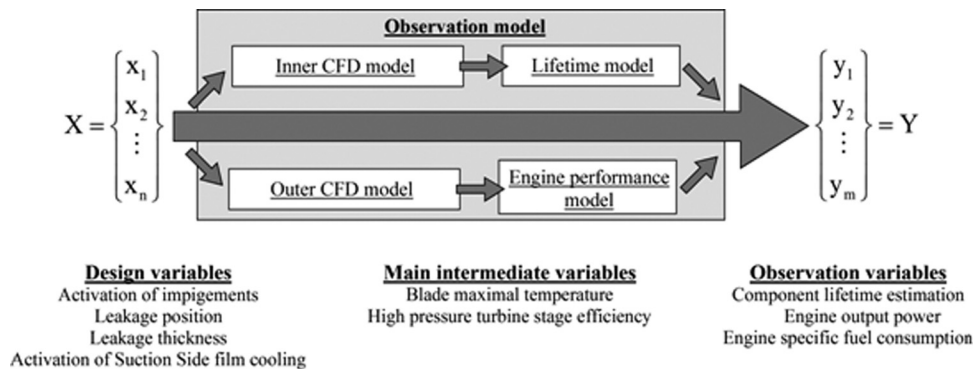 Observation model
Inner CFD model
Lifetime model
X =
x1
x2
⋮
xn
y1
y2
⋮
ym
= Y
Outer CFD model
Engine performance
model
Design variables
Activation of impigements
Leakage position
Leakage thickness
Activation of Suction Side film cooling
Main intermediate variables
Blade maximal temperature
High pressure turbine stage efficiency
Observation variables
Component lifetime estimation
Engine output power
Engine specific fuel consumption